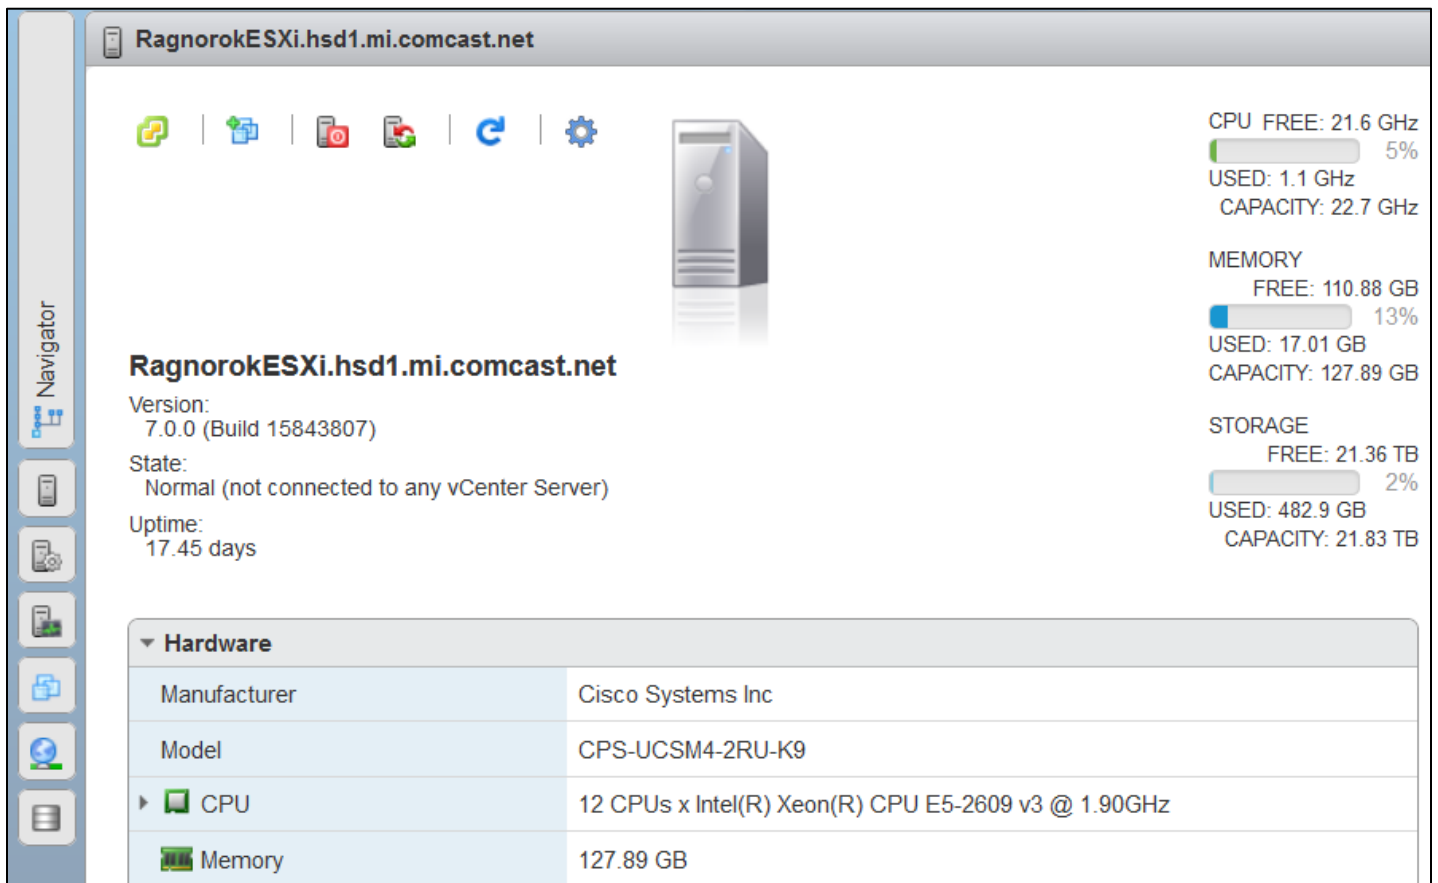 RagnorokESXi.hsd1.mi.comcast.net
Navigator
CPU FREE: 21.6 GHz
5%
USED: 1.1 GHz
CAPACITY: 22.7 GHz
MEMORY
FREE: 110.88 GB
13%
USED: 17.01 GB
CAPACITY: 127.89 GB
STORAGE
FREE: 21.36 TB
2%
USED: 482.9 GB
CAPACITY: 21.83 TB
RagnorokESXi.hsd1.mi.comcast.net
Version:
7.0.0 (Build 15843807)
State:
Normal (not connected to any vCenter Server)
Uptime:
17.45 days
Hardware
Manufacturer Cisco Systems Inc
Model CPS-UCSM4-2RU-K9
CPU 12 CPUs x Intel(R) Xeon(R) CPU E5-2609 v3 @ 1.90GHz
Memory 127.89 GB